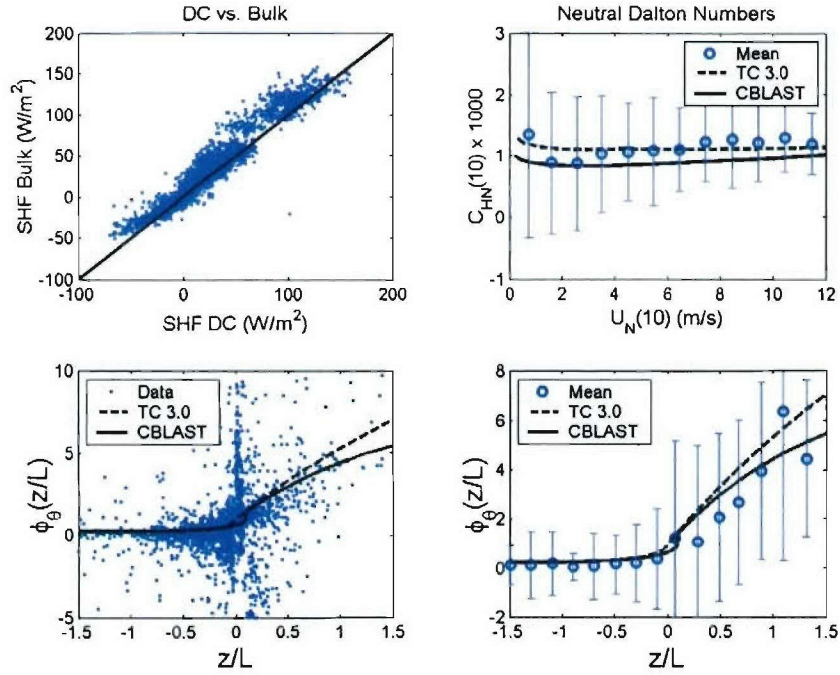 DC vs. Bulk
200
150
100
50
0
-50
-100
-100
0
100
200
SHF Bulk (W/m²)
SHF DC (W/m²)
Neutral Dalton Numbers
Mean
TC 3.0
CBLAST
3
2
1
0
-1
0
2
4
6
8
10
12
C_HN(10) x 1000
U_N(10) (m/s)
Data
TC 3.0
CBLAST
10
5
0
-5
-1.5
-1
-0.5
0
0.5
1
1.5
ϕ_θ(z/L)
z/L
Mean
TC 3.0
CBLAST
8
6
4
2
0
-2
-1.5
-1
-0.5
0
0.5
1
1.5
ϕ_θ(z/L)
z/L